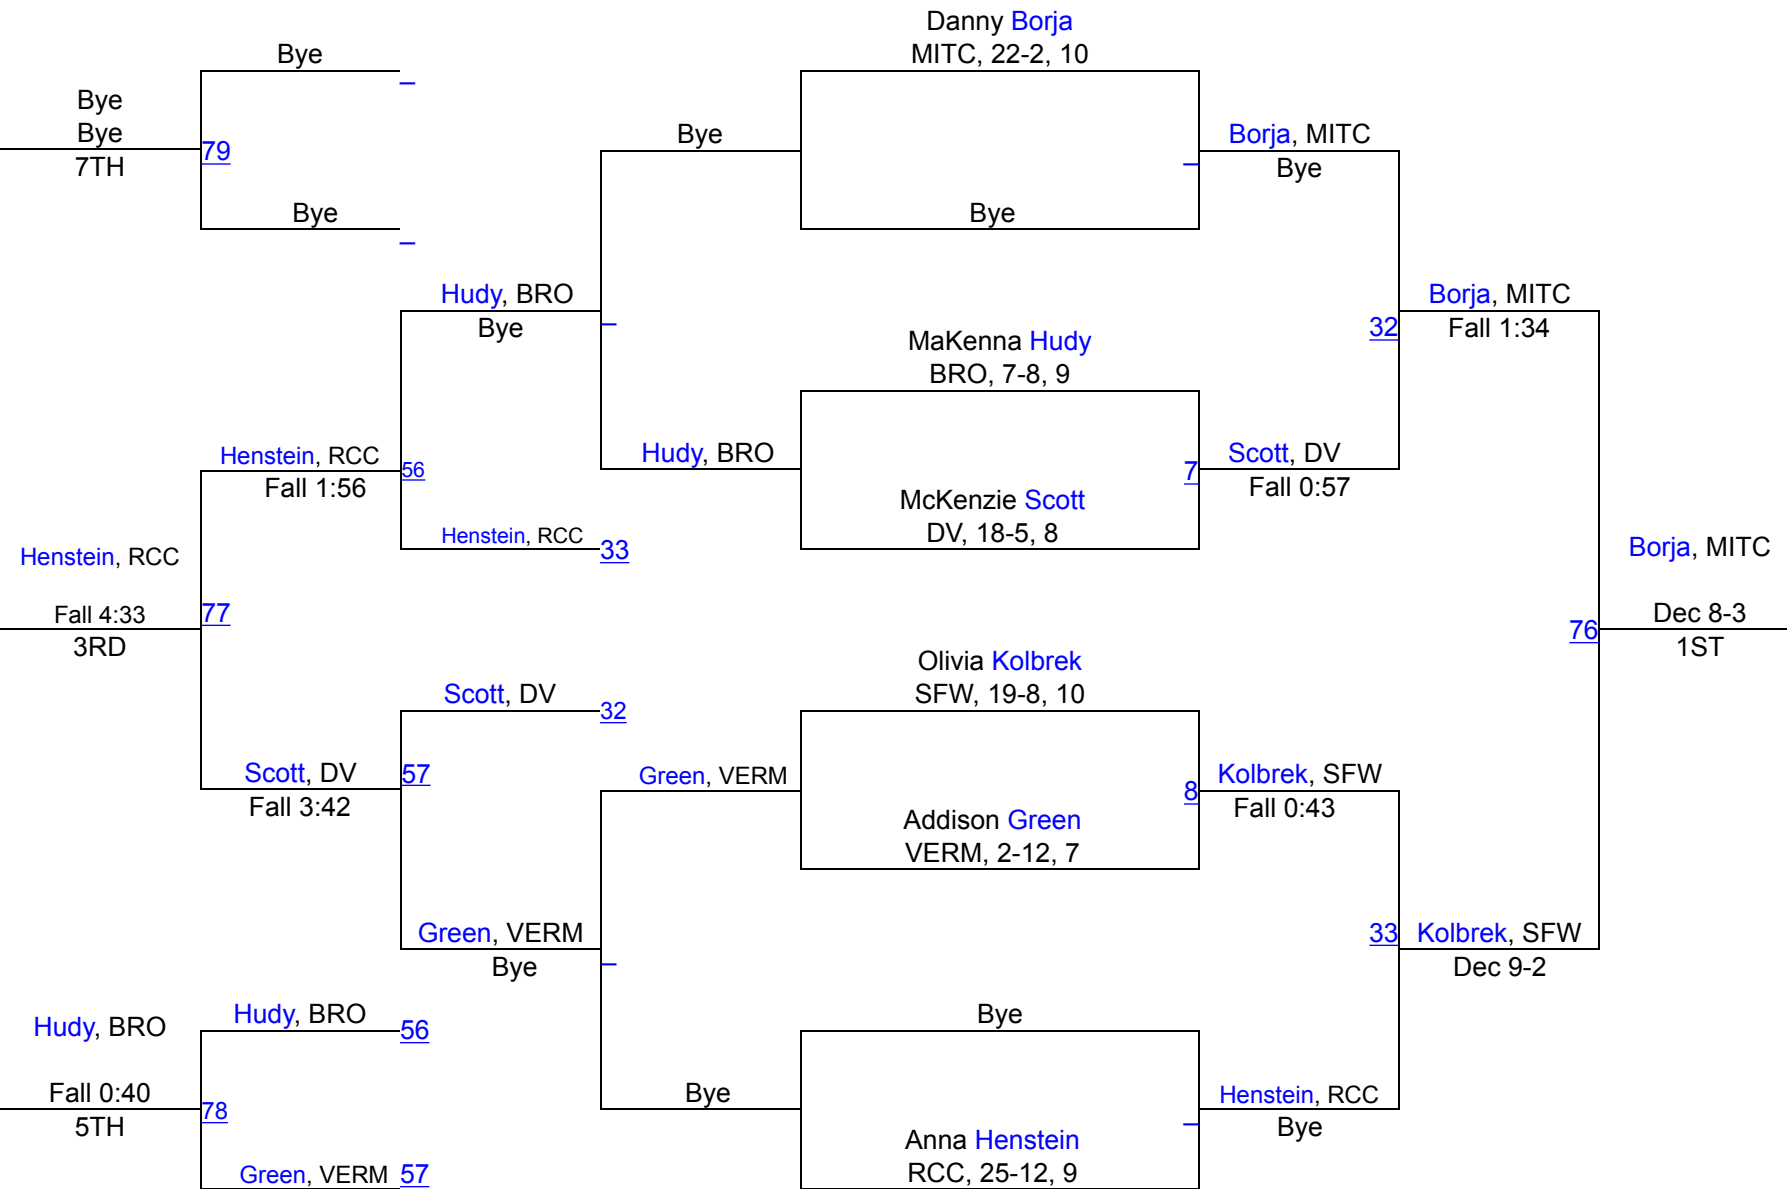 Danny Borja
MITC, 22-2, 10
Bye
Bye
Bye
7TH
79
Bye
Bye
Borja, MITC
Bye
Bye
Hudy, BRO
Bye
Borja, MITC
Fall 1:34
32
MaKenna Hudy
BRO, 7-8, 9
Henstein, RCC
Fall 1:56
56
Hudy, BRO
7
Scott, DV
Fall 0:57
McKenzie Scott
DV, 18-5, 8
Henstein, RCC
33
Henstein, RCC
Fall 4:33
3RD
77
Borja, MITC
Dec 8-3
1ST
76
Olivia Kolbrek
SFW, 19-8, 10
Scott, DV
32
Scott, DV
Fall 3:42
57
Green, VERM
8
Kolbrek, SFW
Fall 0:43
Addison Green
VERM, 2-12, 7
Green, VERM
Bye
33
Kolbrek, SFW
Dec 9-2
Hudy, BRO
Fall 0:40
5TH
Hudy, BRO
56
78
Bye
Bye
Henstein, RCC
Bye
Anna Henstein
RCC, 25-12, 9
Green, VERM
57